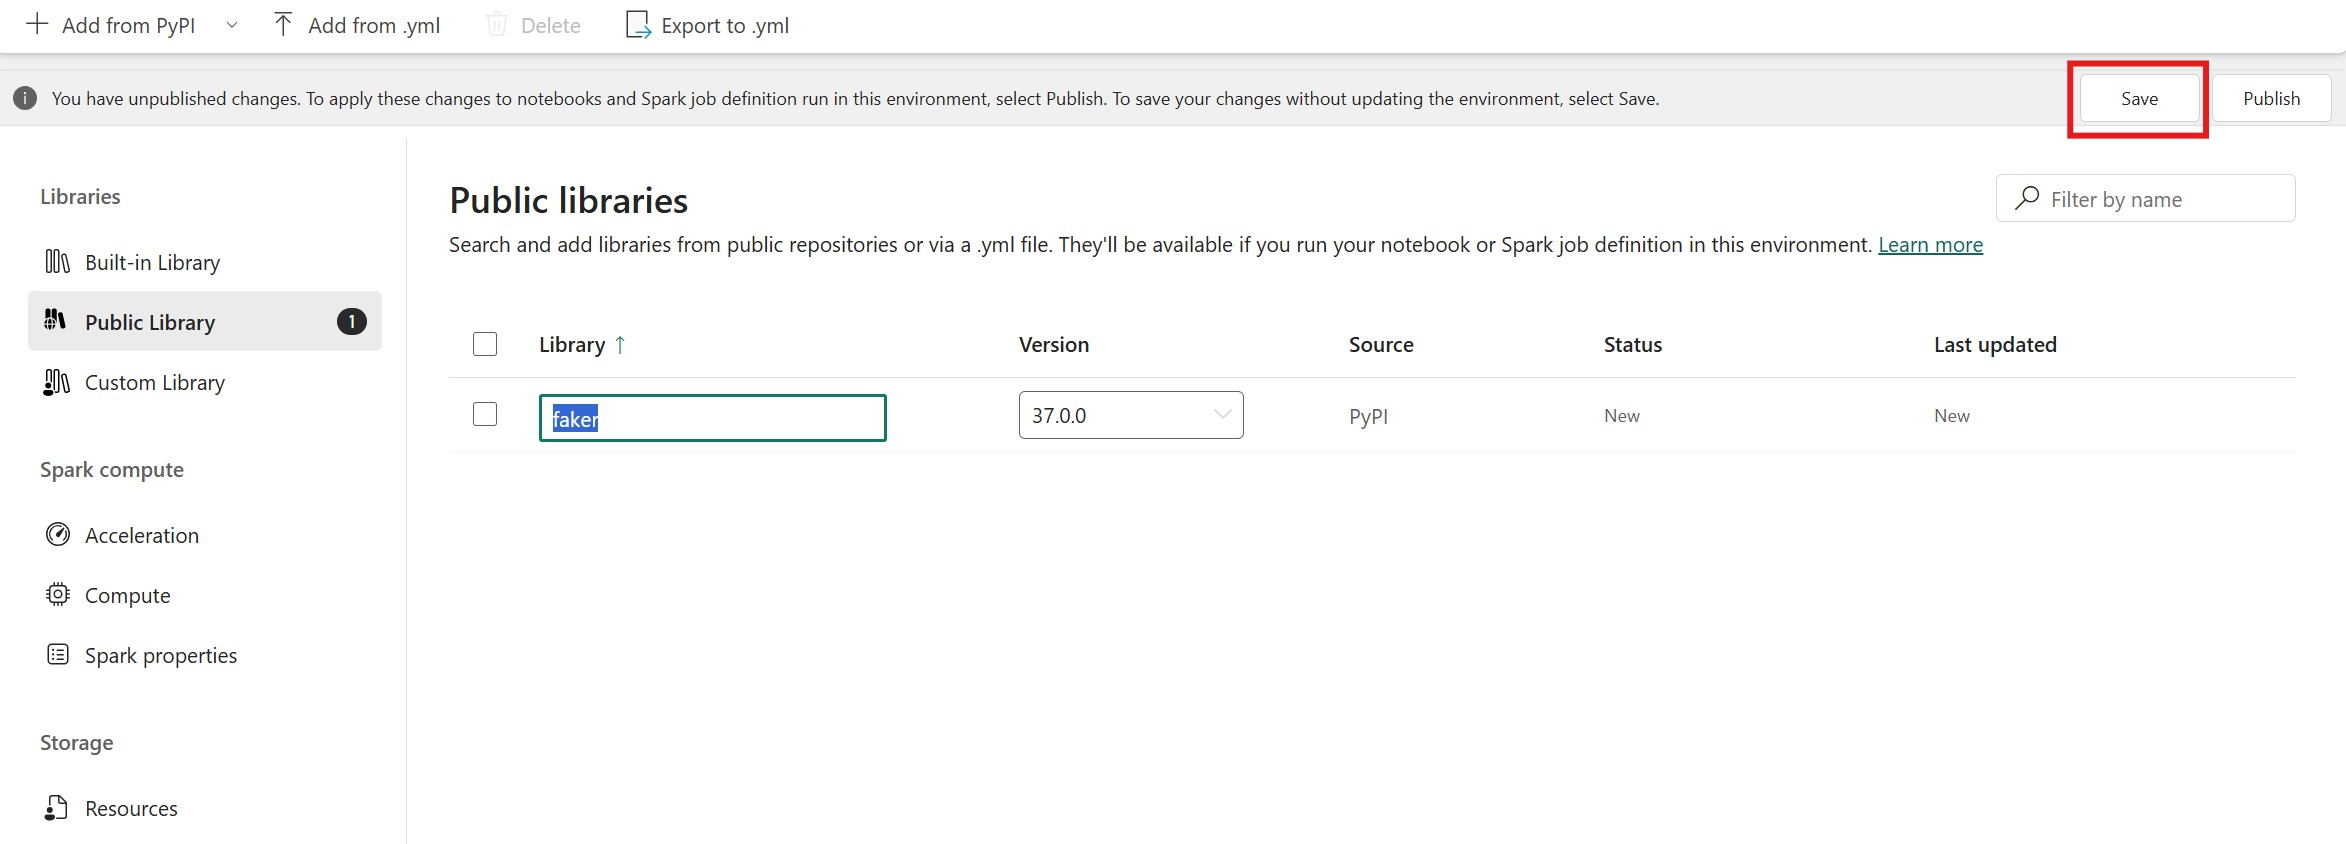 Add from PyPI
Add from .yml
Delete
Export to .yml
You have unpublished changes. To apply these changes to notebooks and Spark job definition run in this environment, select Publish. To save your changes without updating the environment, select Save.
Save
Publish
Libraries
Built-in Library
Public Library
1
Custom Library
Spark compute
Acceleration
Compute
Spark properties
Storage
Resources
Public libraries
Filter by name
Search and add libraries from public repositories or via a .yml file. They'll be available if you run your notebook or Spark job definition in this environment. Learn more
Library ↑
Version
Source
Status
Last updated
faker
37.0.0
PyPI
New
New